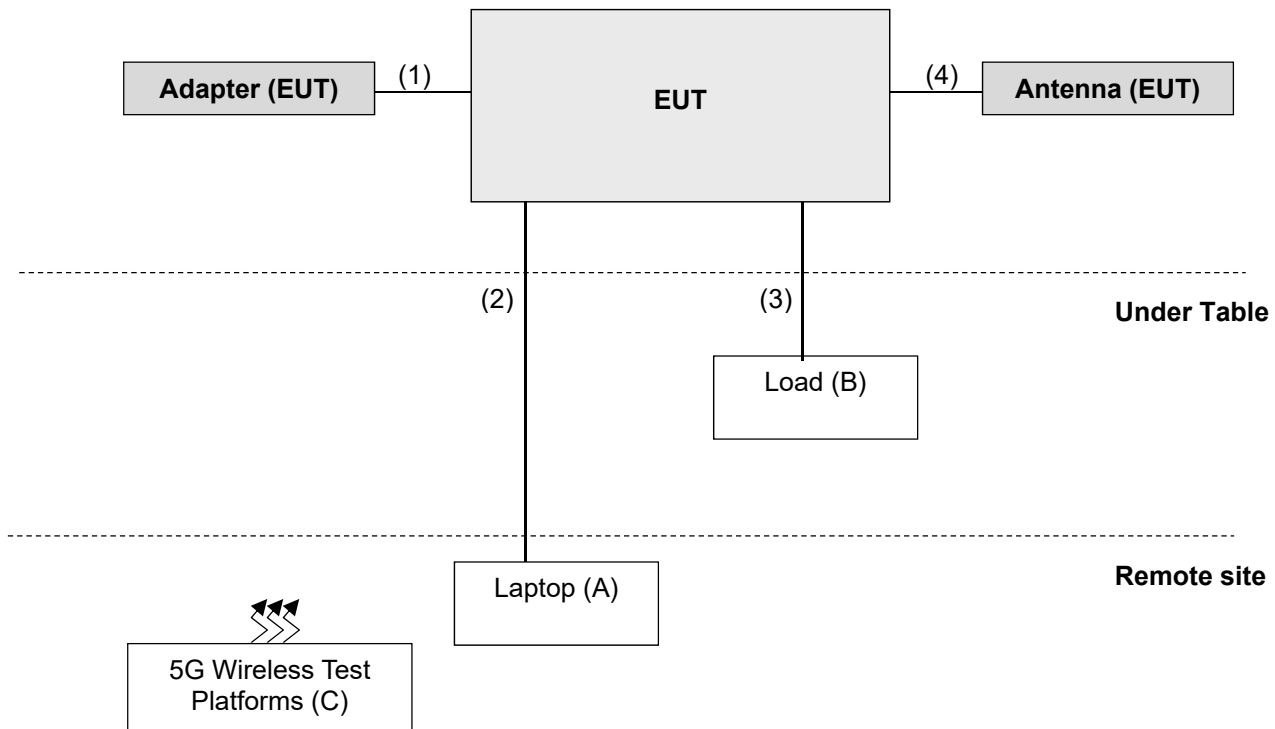 Adapter (EUT)
(1)
EUT
(4)
Antenna (EUT)
(2)
(3)
Under Table
Load (B)
Laptop (A)
Remote site
5G Wireless Test
Platforms (C)